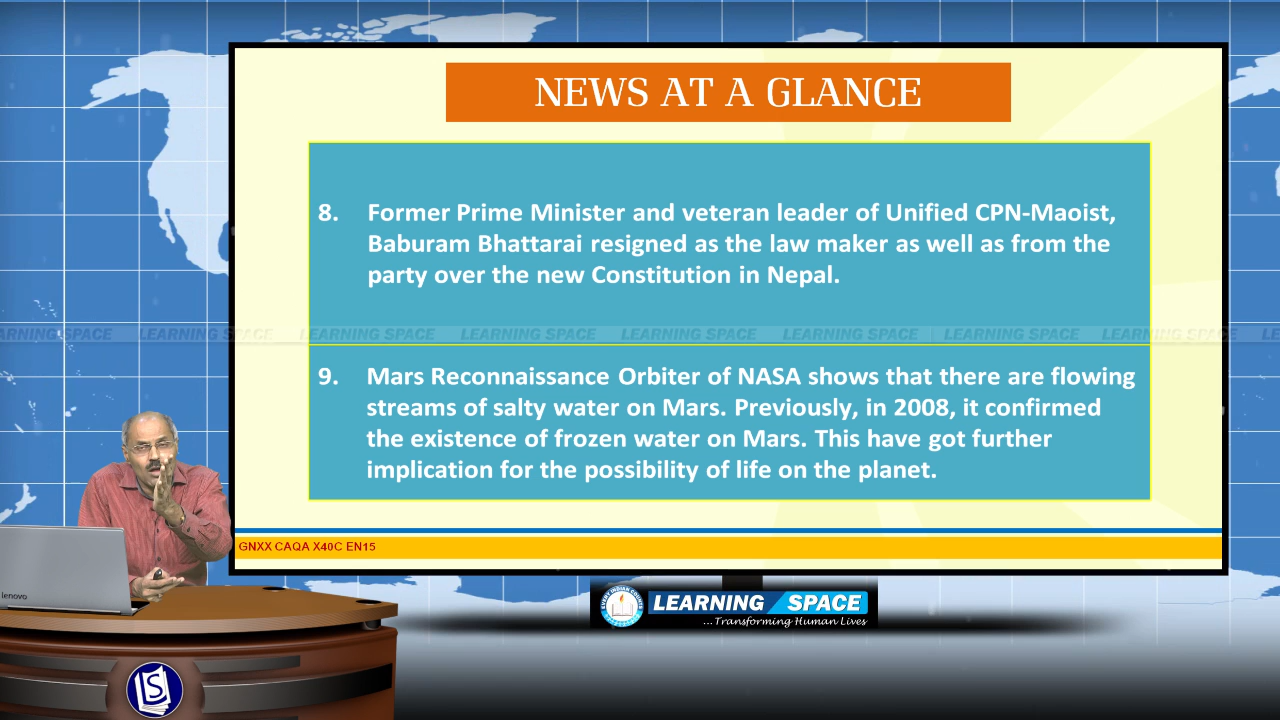 NEWS AT A GLANCE
8. Former Prime Minister and veteran leader of Unified CPN-Maoist,
Baburam Bhattarai resigned as the law maker as well as from the
party over the new Constitution in Nepal.
ARNING SPACE LEARNING SPACE LEARNING SPACE LEARNING SPACE LEARNING SPACE LEARNING SPACE LEARNING SPACE LEARNING SPACE LE
9. Mars Reconnaissance Orbiter of NASA shows that there are flowing
streams of salty water on Mars. Previously, in 2008, it confirmed
the existence of frozen water on Mars. This have got further
implication for the possibility of life on the planet.
GNXX CAQA X40C EN15
lenovo
LEARNING SPACE
...Transforming Human Lives
LS